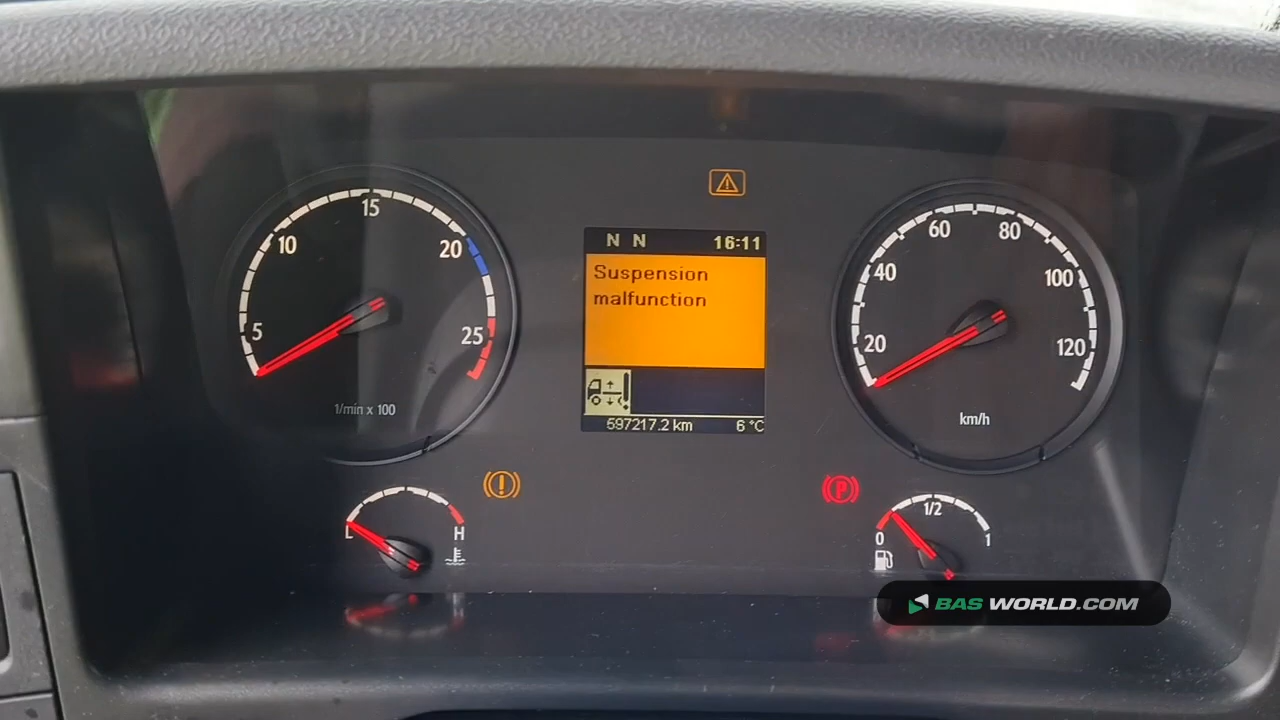 15
10
20
5
25
1/min x 100
N N 16:11
Suspension
malfunction
597217.2 km 6 °C
60 80
40 100
20 120
km/h
L H
P
0 1/2 1
BAS WORLD.COM